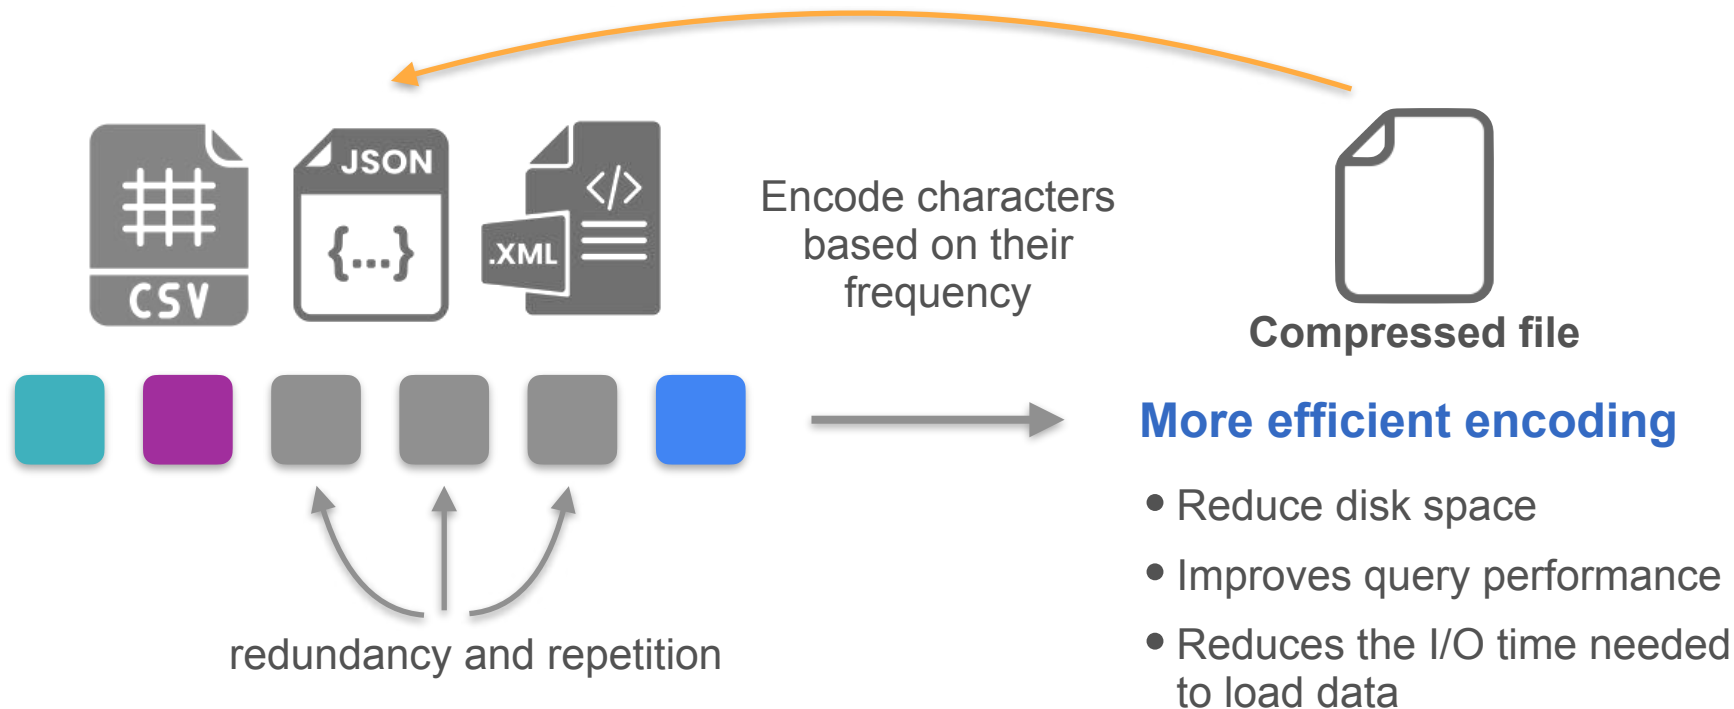 JSON
{...}
</>
.XML
CSV
Encode characters
based on their
frequency
Compressed file
More efficient encoding
• Reduce disk space
• Improves query performance
• Reduces the I/O time needed
to load data
redundancy and repetition